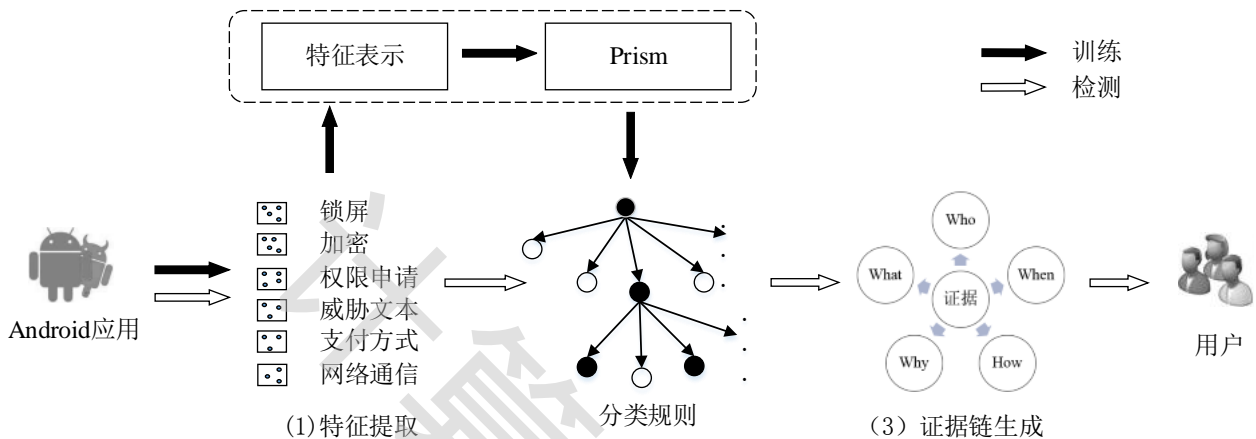 特征表示
Prism
训练
检测
锁屏
加密
权限申请
威胁文本
支付方式
网络通信
Android应用
(1)特征提取
分类规则
Who
What
When
证据
Why
How
(3) 证据链生成
用户